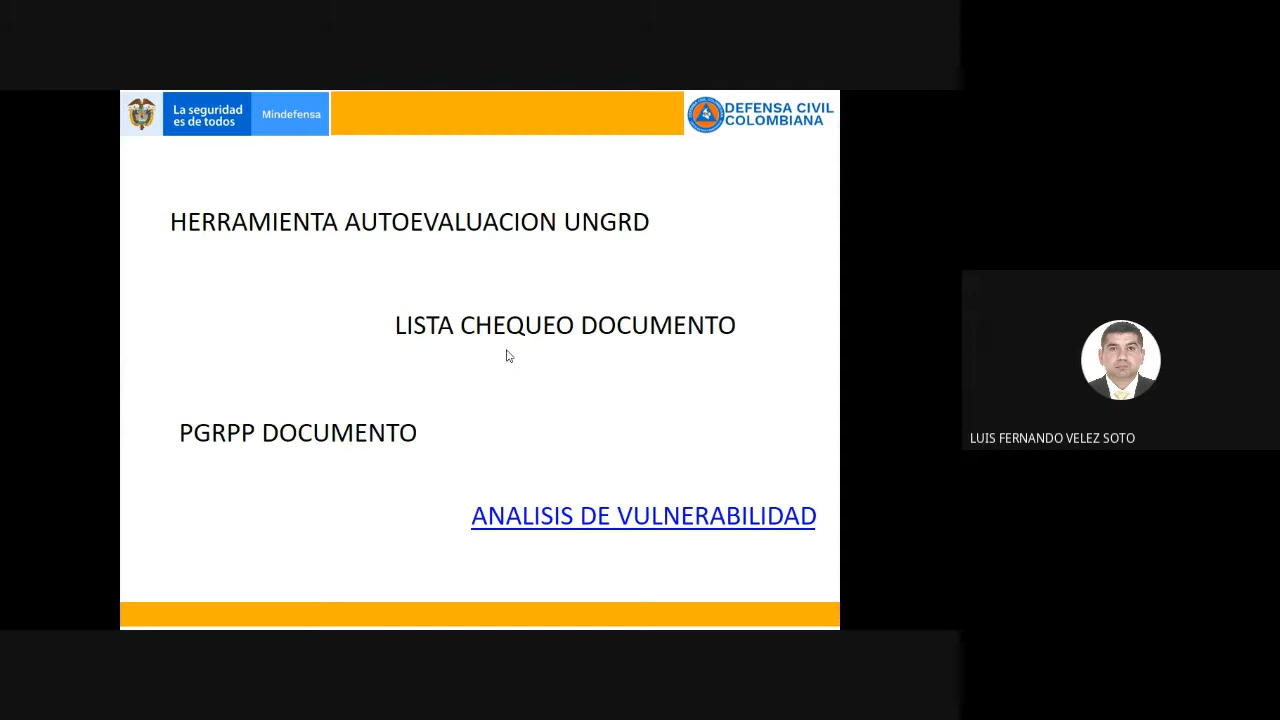 La seguridad
es de todos
Mindefensa
DEFENSA CIVIL
COLOMBIANA
HERRAMIENTA AUTOEVALUACION UNGRD
LISTA CHEQUEO DOCUMENTO
PGRPP DOCUMENTO
ANALISIS DE VULNERABILIDAD
LUIS FERNANDO VELEZ SOTO